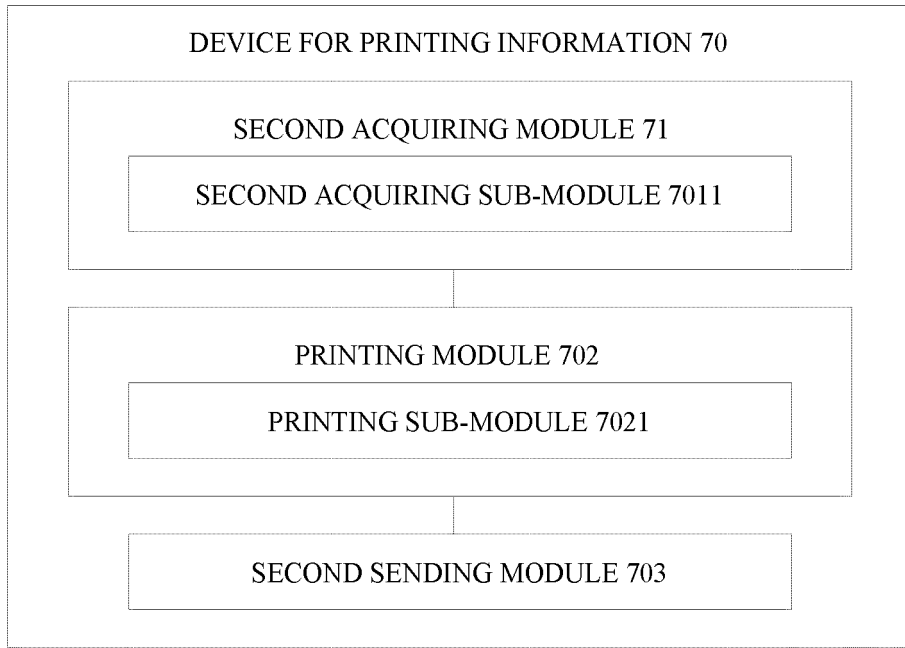 DEVICE FOR PRINTING INFORMATION 70
SECOND ACQUIRING MODULE 71
SECOND ACQUIRING SUB-MODULE 7011
PRINTING MODULE 702
PRINTING SUB-MODULE 7021
SECOND SENDING MODULE 703